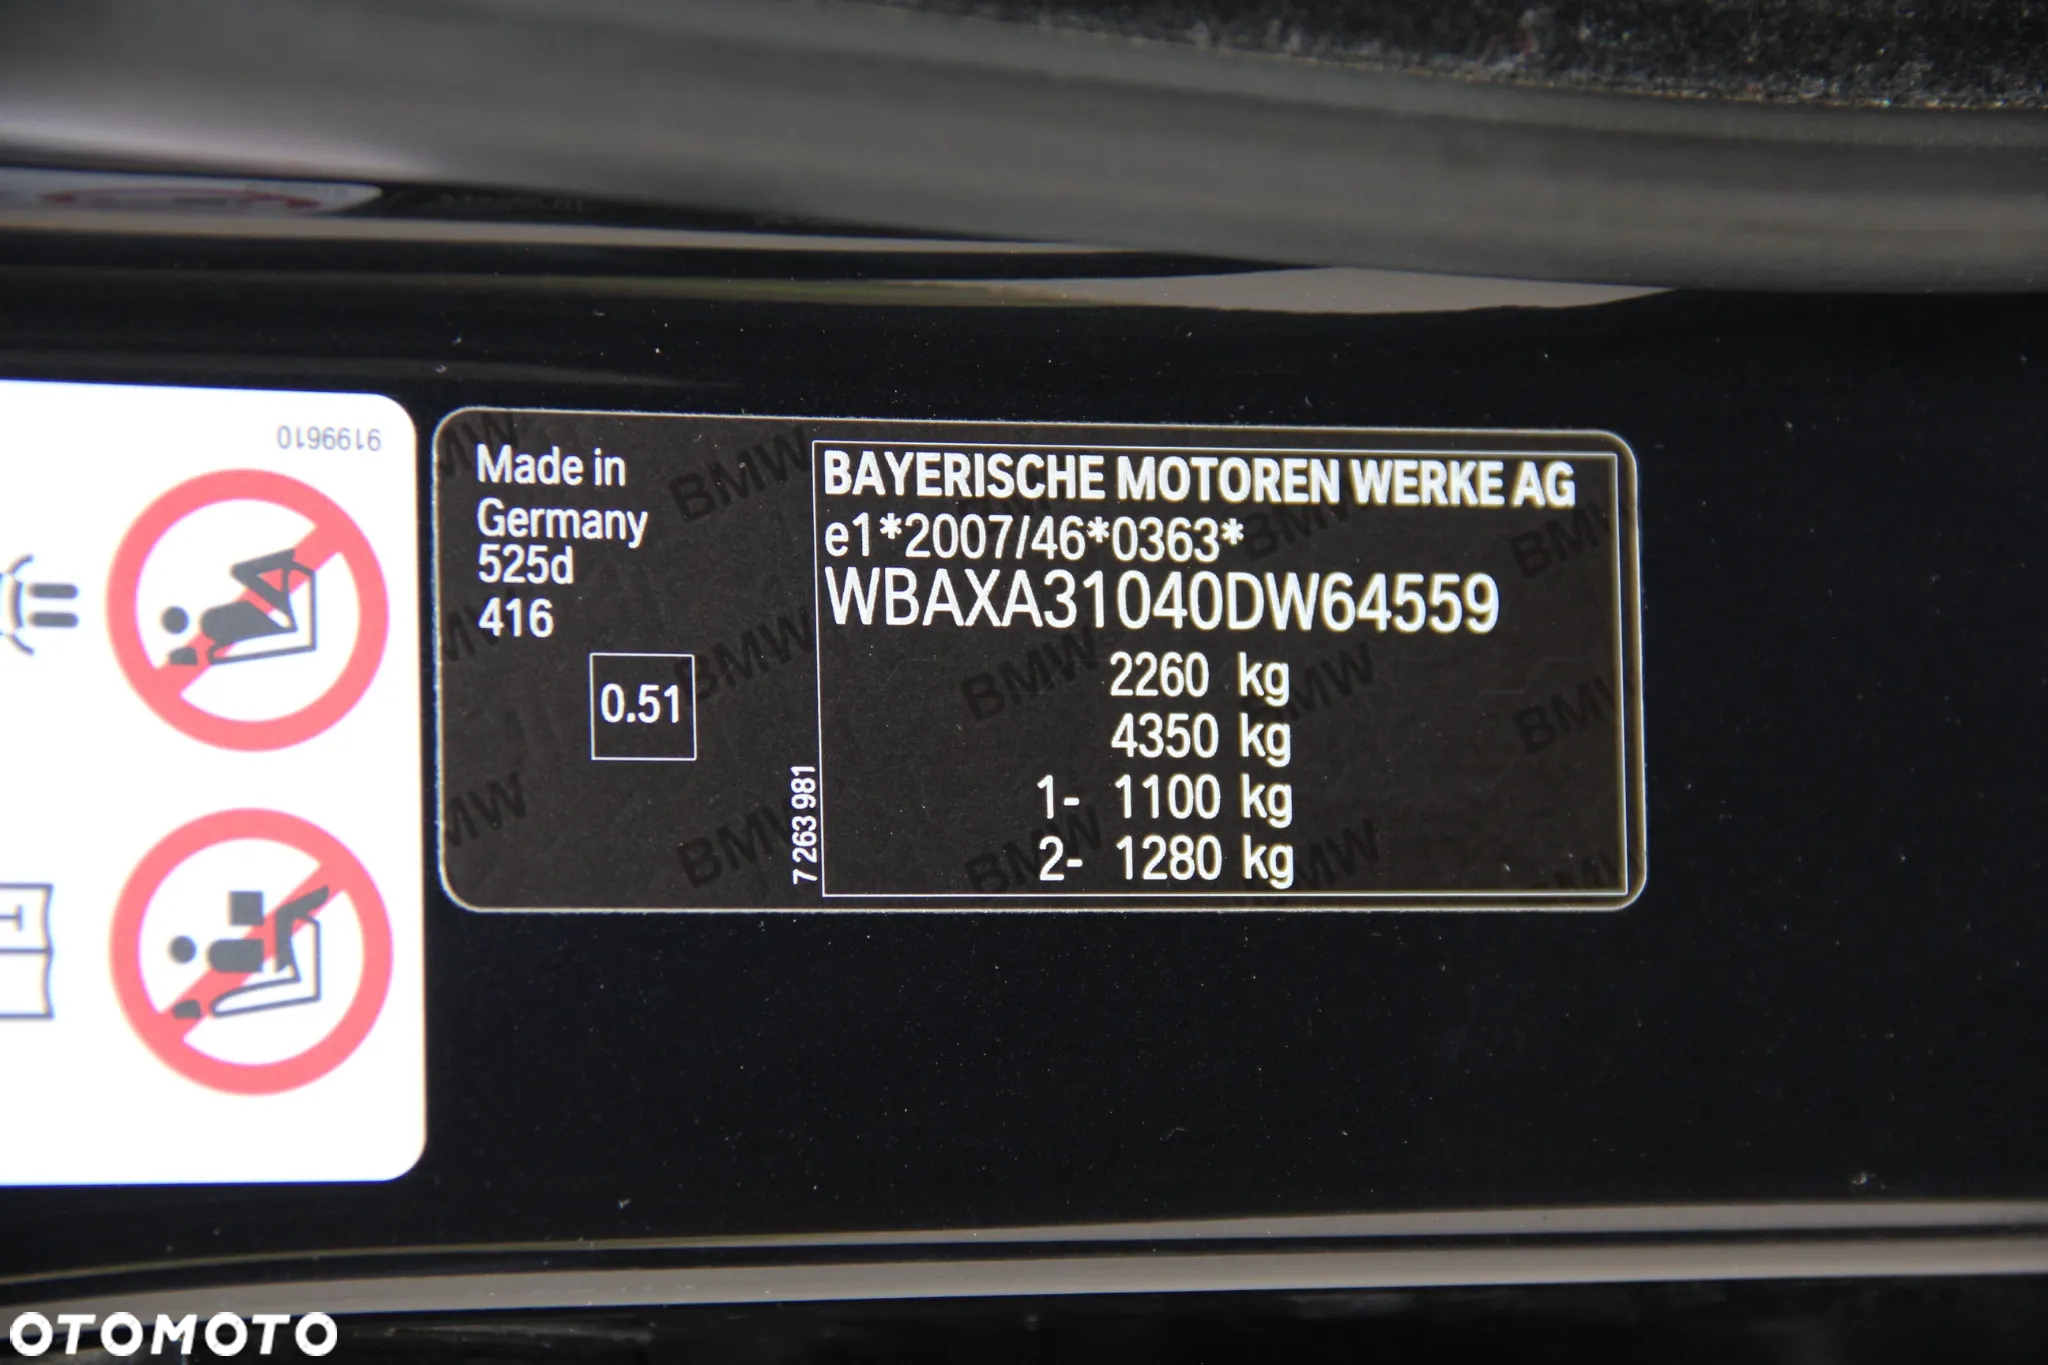 9199610
Made in
Germany
525d
416
0.51
7 263 981
BAYERISCHE MOTOREN WERKE AG
e1*2007/46*0363*
WBAXA31040DW64559
2260 kg
4350 kg
1- 1100 kg
2- 1280 kg
OTOMOTO